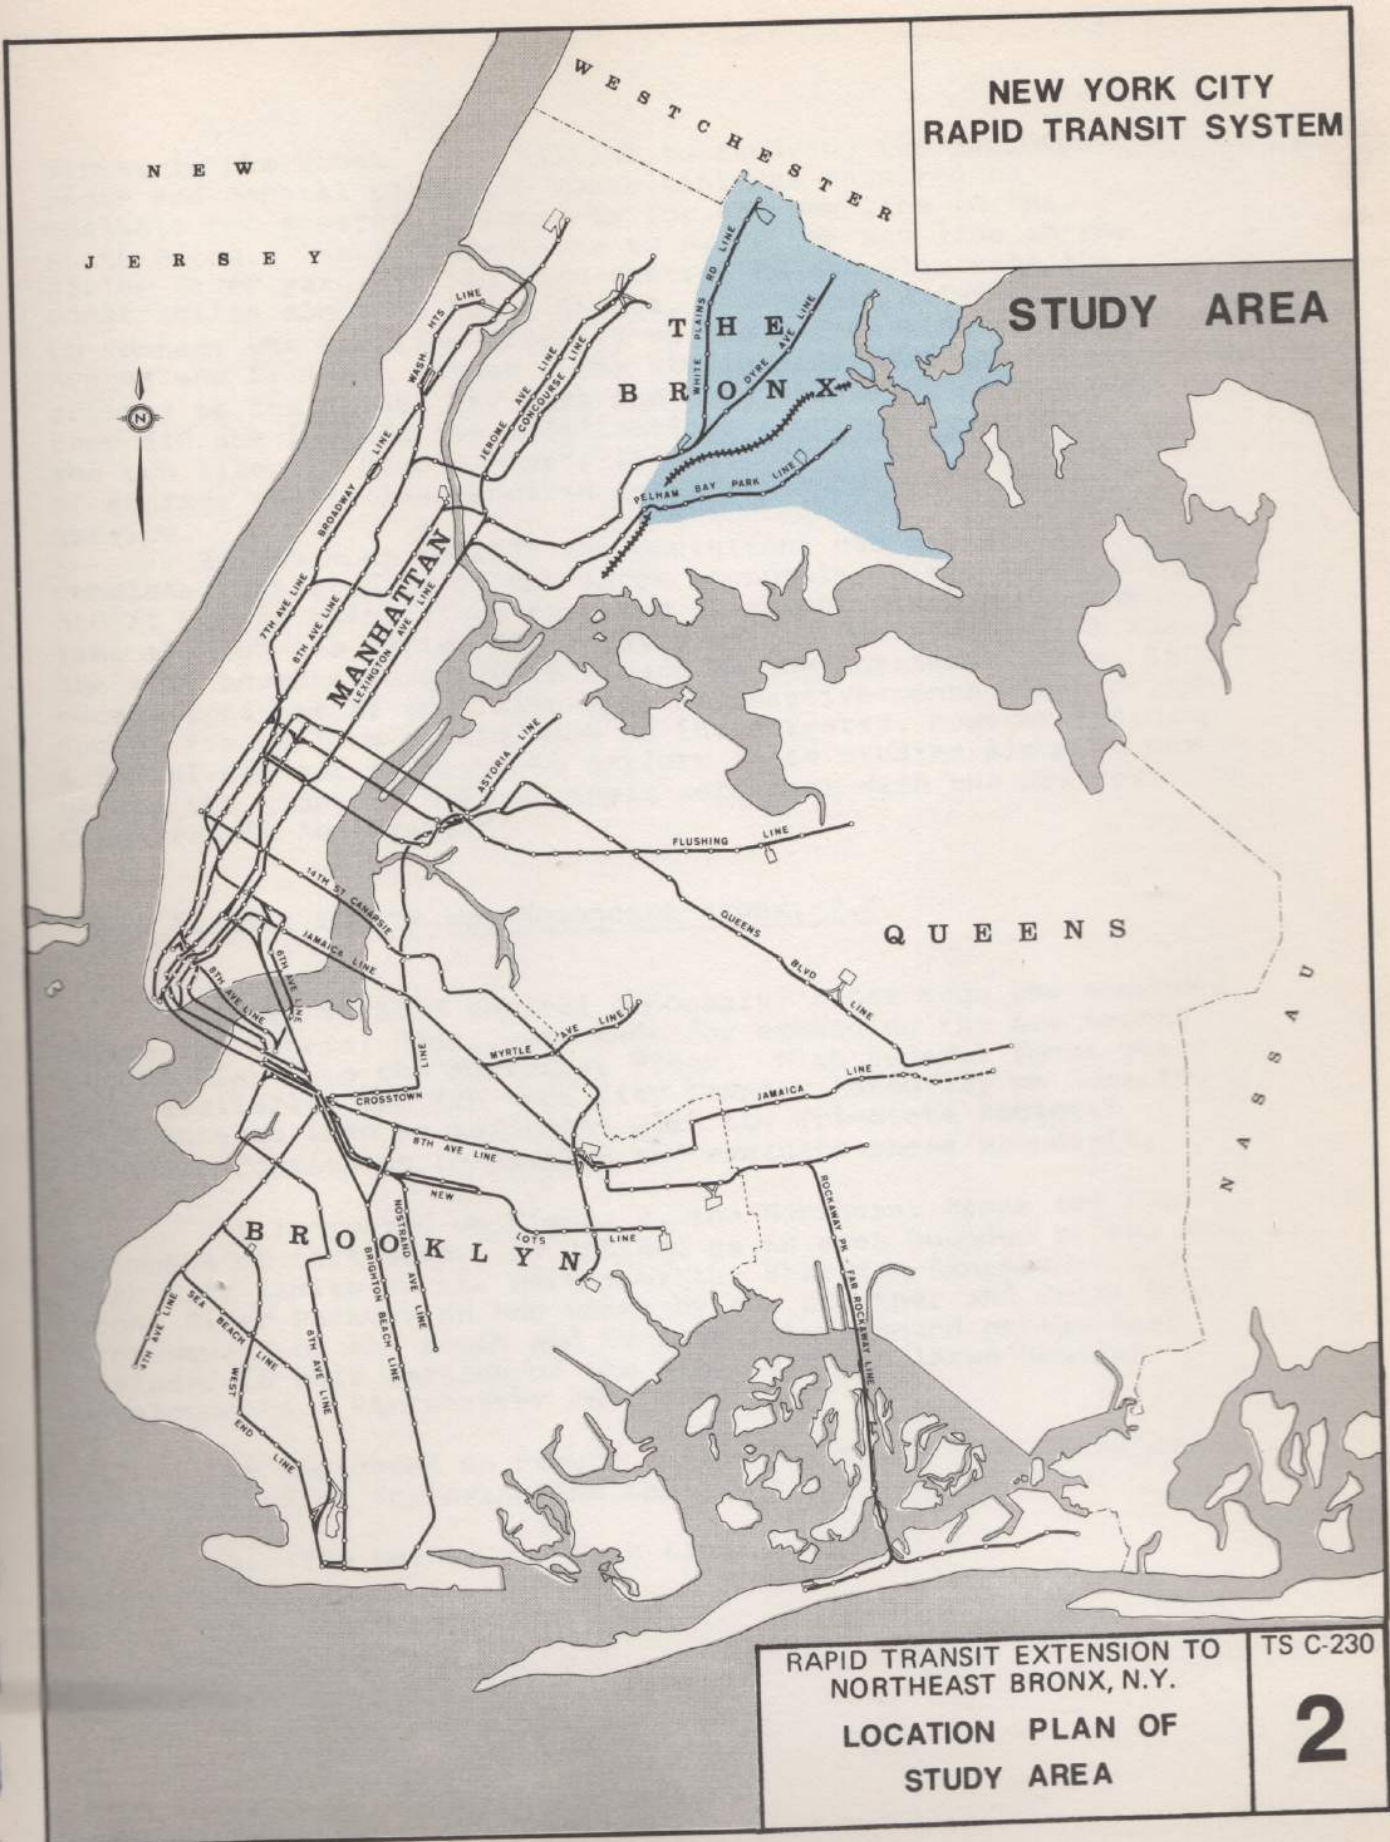 NEW YORK CITY
RAPID TRANSIT SYSTEM
WESTCHESTER
NEW
JERSEY
STUDY AREA
THE
BRONX
WHITE PLAINS RD LINE
DYRE AVE LINE
WASH HTS LINE
JEROME AVE LINE
CONCOURSE LINE
PELHAM BAY PARK LINE
BROADWAY LINE
N
MANHATTAN
7TH AVE LINE
8TH AVE LINE
LEXINGTON AVE LINE
ASTORIA LINE
FLUSHING LINE
14TH ST CANARSIE
QUEENS
QUEENS BLVD LINE
JAMAICA LINE
6TH AVE LINE
8TH AVE LINE
MYRTLE AVE LINE
LINE
CROSSTOWN
JAMAICA LINE
NASSAU
8TH AVE LINE
NEW LOTS LINE
BROOKLYN
NOSTRAND AVE LINE
BRIGHTON BEACH LINE
ROCKAWAY PK - FAR ROCKAWAY LINE
4TH AVE LINE
SEA BEACH LINE
8TH AVE LINE
WEST END LINE
RAPID TRANSIT EXTENSION TO
NORTHEAST BRONX, N.Y.
LOCATION PLAN OF
STUDY AREA
TS C-230
2